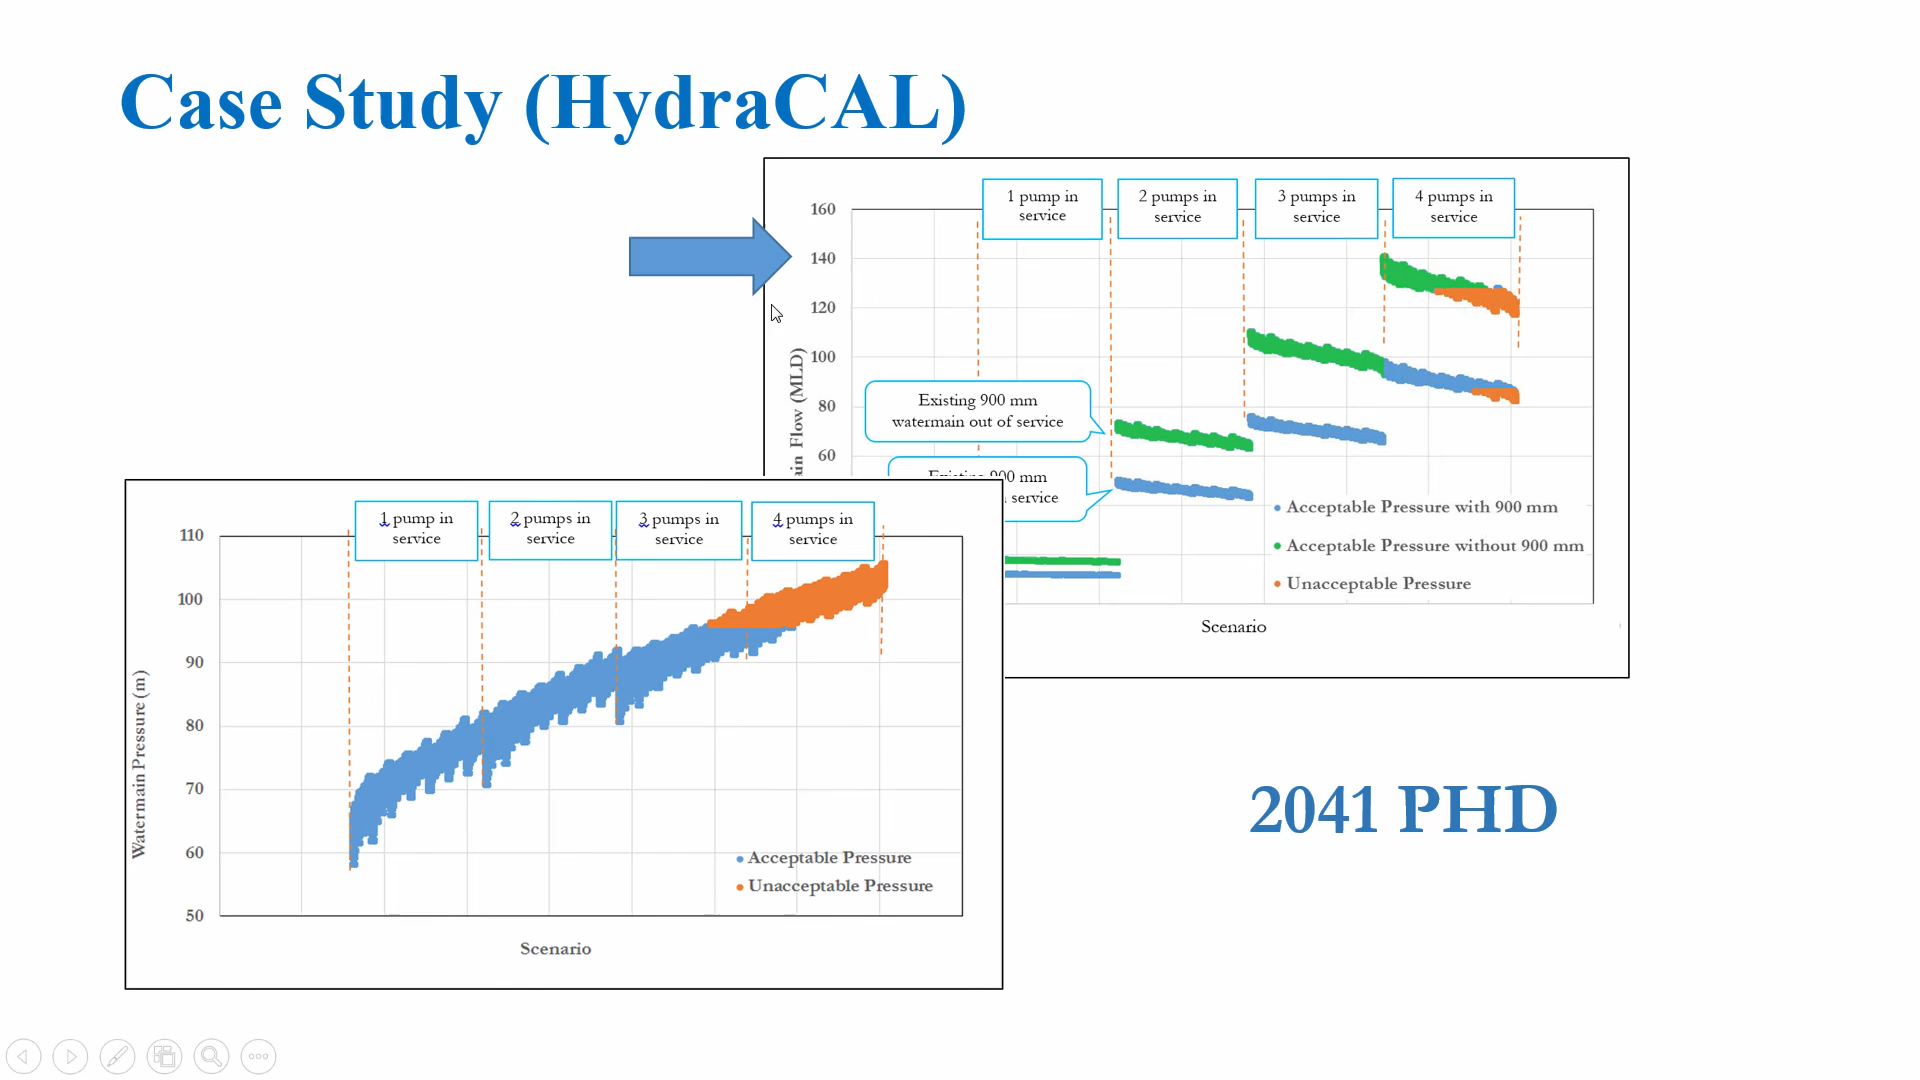 Case Study (HydraCAL)
1 pump in
service
2 pumps in
service
3 pumps in
service
4 pumps in
service
160
140
120
100
80
60
Flow (MLD)
Existing 900 mm
watermain out of service
00 mm
service
Acceptable Pressure with 900 mm
Acceptable Pressure without 900 mm
Unacceptable Pressure
Scenario
1 pump in
service
2 pumps in
service
3 pumps in
service
4 pumps in
service
110
100
90
80
70
60
50
Watermain Pressure (m)
Acceptable Pressure
Unacceptable Pressure
Scenario
2041 PHD